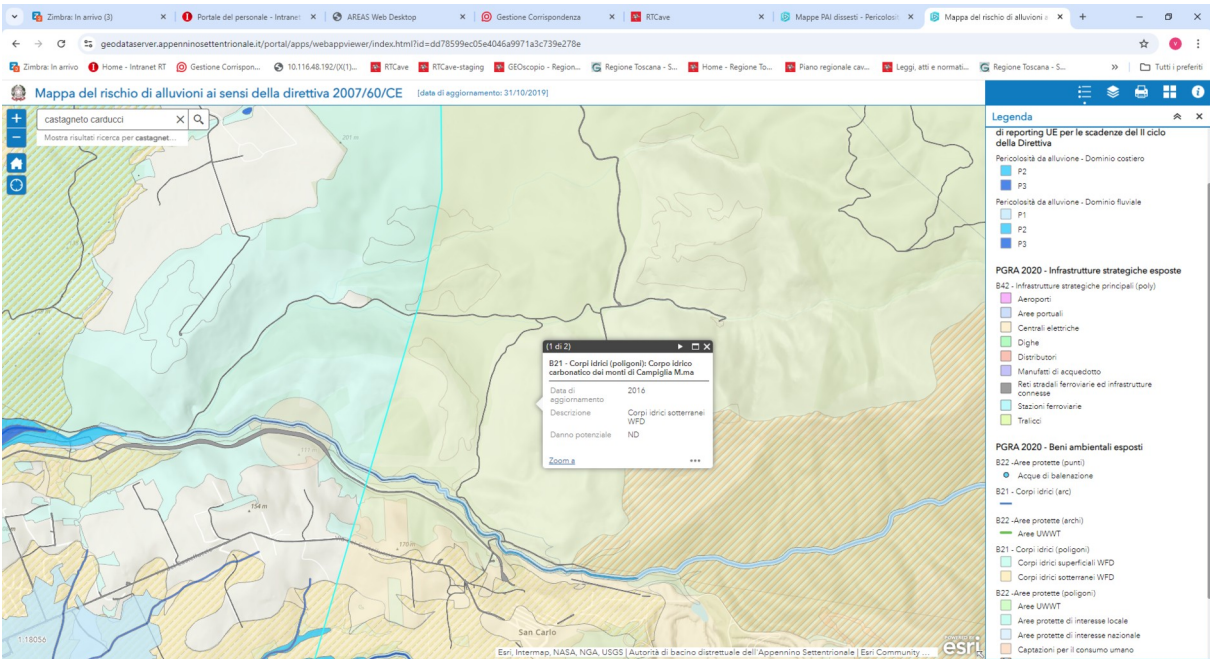 Zimbra: In arrivo (3)
Portale del personale - Intranet
AREAS Web Desktop
Gestione Corrispondenza
RTCave
Mappe PAI dissesti - Pericolosi
Mappa del rischio di alluvioni a
geodataserver.appenninosettentrionale.it/portal/apps/webappviewer/index.html?id=dd78599ec05e4046a9971a3c739e278e
Zimbra: In arrivo
Home - Intranet RT
Gestione Corrispon...
10.116.48.192/(X(1)...
RTCave
RTCave-staging
GEOscopio - Region...
Regione Toscana - S...
Home - Regione To...
Piano regionale cav...
Leggi, atti e normati...
Regione Toscana - S...
Tutti i preferiti
Mappa del rischio di alluvioni ai sensi della direttiva 2007/60/CE
[data di aggiornamento: 31/10/2019]
castagneto carducci
Mostra risultati ricerca per castagnet...
201 m
113 m
154 m
170 m
San Carlo
1:18056
(1 di 2)
B21 - Corpi idrici (poligoni): Corpo idrico
carbonatico dei monti di Campiglia M.ma
Data di 2016
aggiornamento
Descrizione Corpi idrici sotterranei
WFD
Danno potenziale ND
Zoom a
Esri, Intermap, NASA, NGA, USGS | Autorità di bacino distrettuale dell'Appennino Settentrionale | Esri Community ...
POWERED BY
esri
Legenda
di reporting UE per le scadenze del II ciclo
della Direttiva
Pericolosità da alluvione - Dominio costiero
P2
P3
Pericolosità da alluvione - Dominio fluviale
P1
P2
P3
PGRA 2020 - Infrastrutture strategiche esposte
B42 - Infrastrutture strategiche principali (poly)
Aeroporti
Aree portuali
Centrali elettriche
Dighe
Distributori
Manufatti di acquedotto
Reti stradali ferroviarie ed infrastrutture
connesse
Stazioni ferroviarie
Tralicci
PGRA 2020 - Beni ambientali esposti
B22 -Aree protette (punti)
Acque di balenazione
B21 - Corpi idrici (arc)
B22 -Aree protette (archi)
Aree UWWT
B21 - Corpi idrici (poligoni)
Corpi idrici superficiali WFD
Corpi idrici sotterranei WFD
B22 -Aree protette (poligoni)
Aree UWWT
Aree protette di interesse locale
Aree protette di interesse nazionale
Captazioni per il consumo umano